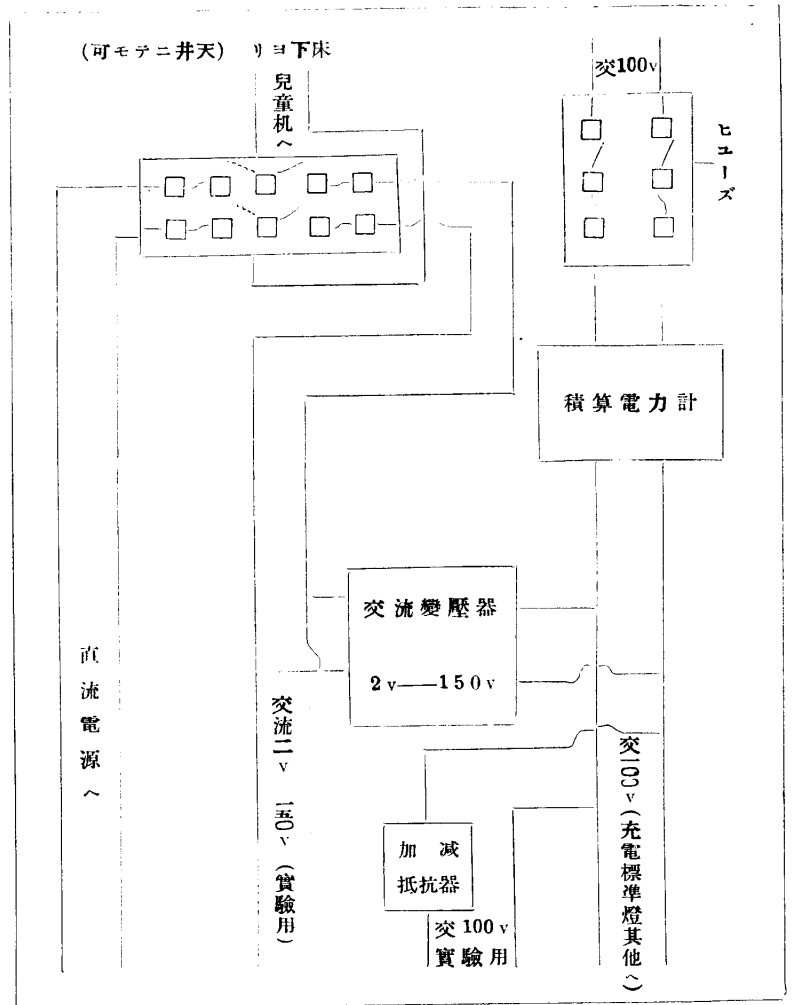 (可モテニ井天) リヨ下床
兒童机へ
交100v
ヒユーズ
積算電力計
交流變壓器
2v——150v
直流電源へ
交流二v 一五〇v(實驗用)
加減
抵抗器
交100v
實驗用
交一〇〇v(充電標準燈其他へ)